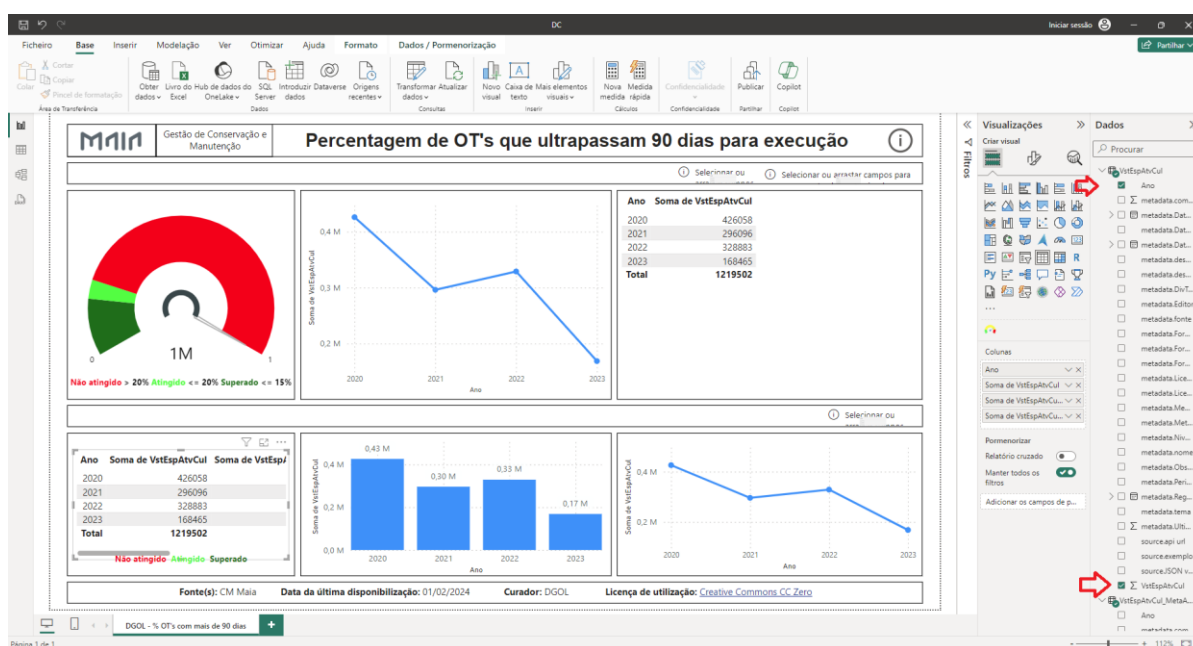 DC
Iniciar sessão
Ficheiro Base Inserir Modelação Ver Otimizar Ajuda Formato Dados / Pormenorização
Partilhar
Colar
Cortar
Copiar
Pincel de formatação
Área de Transferência
Obter dados
Livro do Excel
Hub de dados do OneLake
SQL Server
Introduzir dados
Dataverse
Origens recentes
Dados
Transformar dados
Atualizar
Consultas
Novo visual
Caixa de texto
Mais elementos visuais
Inserir
Nova medida
Medida rápida
Cálculos
Confidencialidade
Confidencialidade
Publicar
Partilhar
Copilot
Copilot
MAIA
Gestão de Conservação e
Manutenção
Percentagem de OT's que ultrapassam 90 dias para execução
Selecionar ou
Selecionar ou arrastar campos para
0
1M
1
Não atingido > 20% Atingido <= 20% Superado <= 15%
Soma de VstEspAtvCul
0,4 M
0,3 M
0,2 M
2020 2021 2022 2023
Ano
Ano Soma de VstEspAtvCul
2020 426058
2021 296096
2022 328883
2023 168465
Total 1219502
Selecionar ou
Ano Soma de VstEspAtvCul Soma de VstEspA
2020 426058
2021 296096
2022 328883
2023 168465
Total 1219502
Não atingido Atingido Superado
Soma de VstEspAtvCul
0,4 M
0,2 M
0,0 M
0,43 M
0,30 M
0,33 M
0,17 M
2020 2021 2022 2023
Ano
Soma de VstEspAtvCul
0,4 M
0,2 M
2020 2021 2022 2023
Ano
Fonte(s): CM Maia Data da última disponibilização: 01/02/2024 Curador: DGOL Licença de utilização: Creative Commons CC Zero
DGOL - % OT's com mais de 90 dias
Página 1 de 1
112%
Filtros
Visualizações
Criar visual
R
Py
...
Colunas
Ano
Soma de VstEspAtvCul
Soma de VstEspAtvCu...
Soma de VstEspAtvCu...
Pormenorizar
Relatório cruzado
Manter todos os
filtros
Adicionar os campos de p...
Dados
Procurar
VstEspAtvCul
Ano
metadata.com...
metadata.Dat...
metadata.Dat...
metadata.Dat...
metadata.des...
metadata.des...
metadata.DivT...
metadata.Editor
metadata.fonte
metadata.For...
metadata.For...
metadata.For...
metadata.Lice...
metadata.Lice...
metadata.Me...
metadata.Met...
metadata.Niv...
metadata.nome
metadata.Obs...
metadata.Peri...
metadata.Reg...
metadata.tema
metadata.Ulti...
source.api url
source.exemplo
source.JSON v...
VstEspAtvCul
VstEspAtvCul_MetaA...
Ano
metadata.com